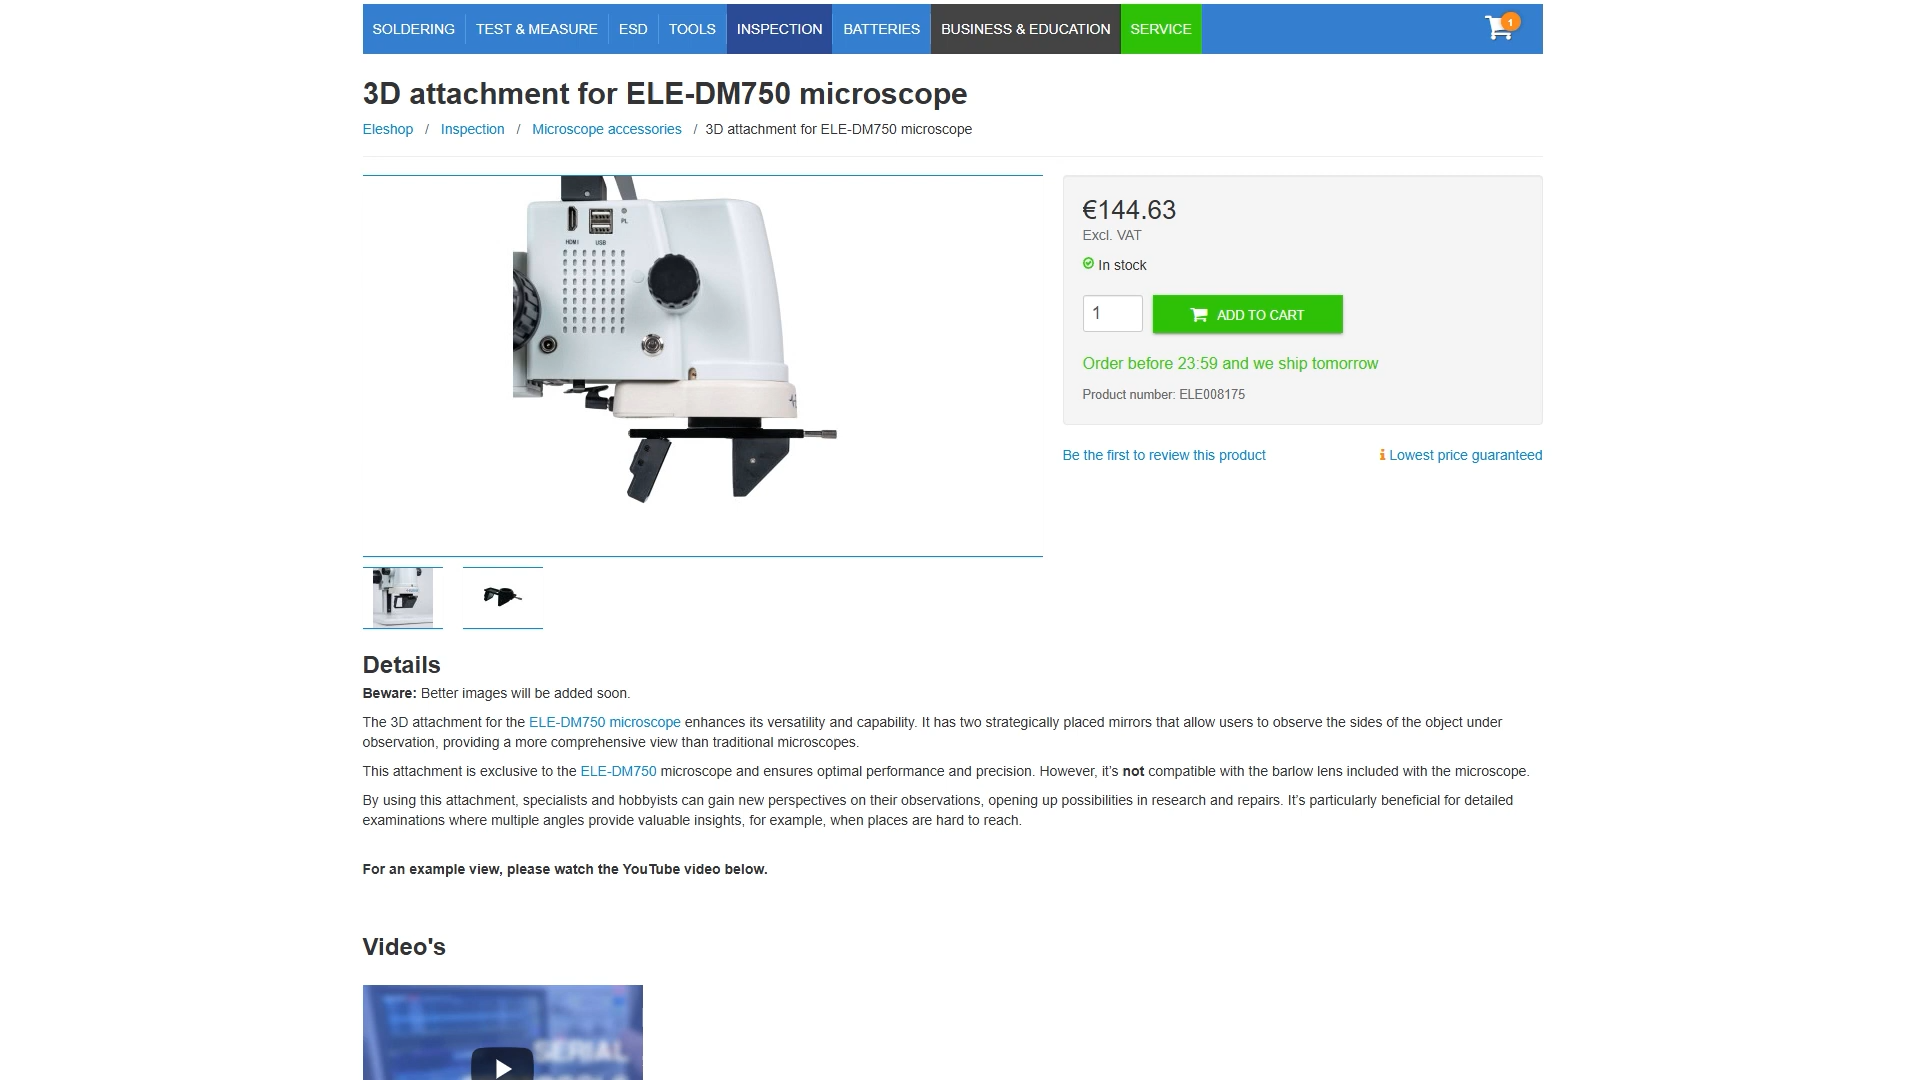 SOLDERING TEST & MEASURE ESD TOOLS INSPECTION BATTERIES BUSINESS & EDUCATION SERVICE 1
3D attachment for ELE-DM750 microscope
Eleshop / Inspection / Microscope accessories / 3D attachment for ELE-DM750 microscope
PL
HDMI USB
€144.63
Excl. VAT
In stock
1 ADD TO CART
Order before 23:59 and we ship tomorrow
Product number: ELE008175
Be the first to review this product Lowest price guaranteed
Details
Beware: Better images will be added soon.
The 3D attachment for the ELE-DM750 microscope enhances its versatility and capability. It has two strategically placed mirrors that allow users to observe the sides of the object under
observation, providing a more comprehensive view than traditional microscopes.
This attachment is exclusive to the ELE-DM750 microscope and ensures optimal performance and precision. However, it’s not compatible with the barlow lens included with the microscope.
By using this attachment, specialists and hobbyists can gain new perspectives on their observations, opening up possibilities in research and repairs. It’s particularly beneficial for detailed
examinations where multiple angles provide valuable insights, for example, when places are hard to reach.
For an example view, please watch the YouTube video below.
Video's
SERIAL